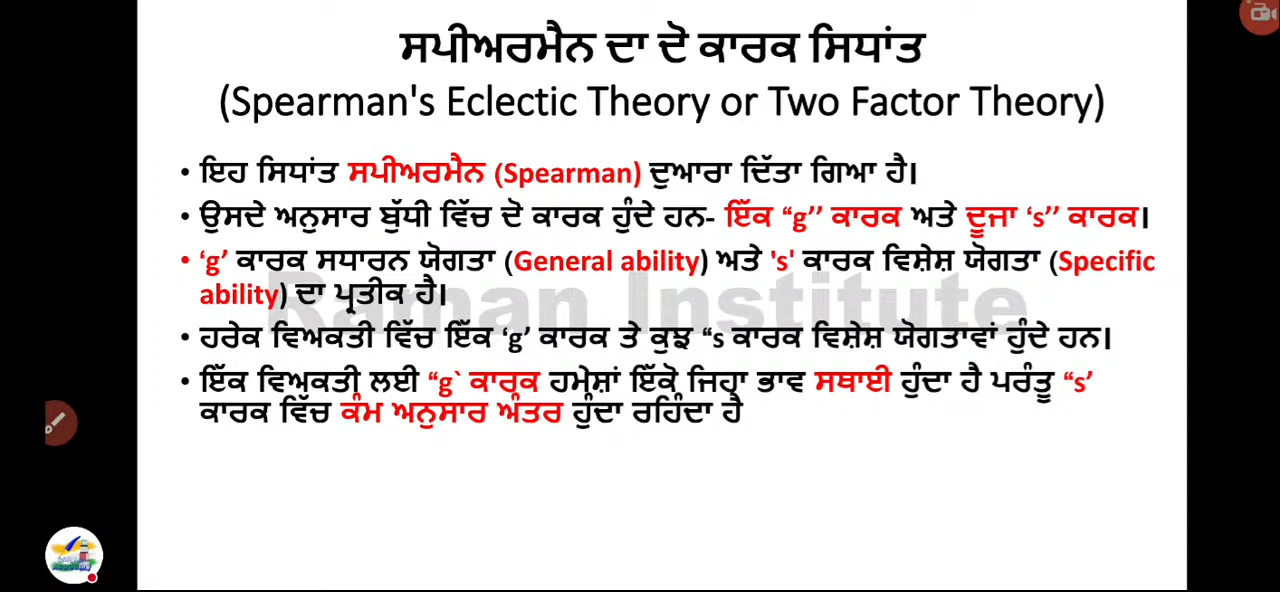 ਸਪੀਅਰਮੈਨ ਦਾ ਦੋ ਕਾਰਕ ਸਿਧਾਂਤ
(Spearman's Eclectic Theory or Two Factor Theory)
• ਇਹ ਸਿਧਾਂਤ ਸਪੀਅਰਮੈਨ (Spearman) ਦੁਆਰਾ ਦਿੱਤਾ ਗਿਆ ਹੈ।
• ਉਸਦੇ ਅਨੁਸਾਰ ਬੁੱਧੀ ਵਿੱਚ ਦੋ ਕਾਰਕ ਹੁੰਦੇ ਹਨ- ਇੱਕ “g’’ ਕਾਰਕ ਅਤੇ ਦੂਜਾ ‘s’’ ਕਾਰਕ।
• ‘g’ ਕਾਰਕ ਸਧਾਰਨ ਯੋਗਤਾ (General ability) ਅਤੇ 's' ਕਾਰਕ ਵਿਸ਼ੇਸ਼ ਯੋਗਤਾ (Specific
ability) ਦਾ ਪ੍ਰਤੀਕ ਹੈ।
Raman Institute
• ਹਰੇਕ ਵਿਅਕਤੀ ਵਿੱਚ ਇੱਕ ‘g’ ਕਾਰਕ ਤੇ ਕੁਝ “s ਕਾਰਕ ਵਿਸ਼ੇਸ਼ ਯੋਗਤਾਵਾਂ ਹੁੰਦੇ ਹਨ।
• ਇੱਕ ਵਿਅਕਤੀ ਲਈ “g` ਕਾਰਕ ਹਮੇਸ਼ਾਂ ਇੱਕੋ ਜਿਹਾ ਭਾਵ ਸਥਾਈ ਹੁੰਦਾ ਹੈ ਪਰੰਤੂ “s’
ਕਾਰਕ ਵਿੱਚ ਕੰਮ ਅਨੁਸਾਰ ਅੰਤਰ ਹੁੰਦਾ ਰਹਿੰਦਾ ਹੈ